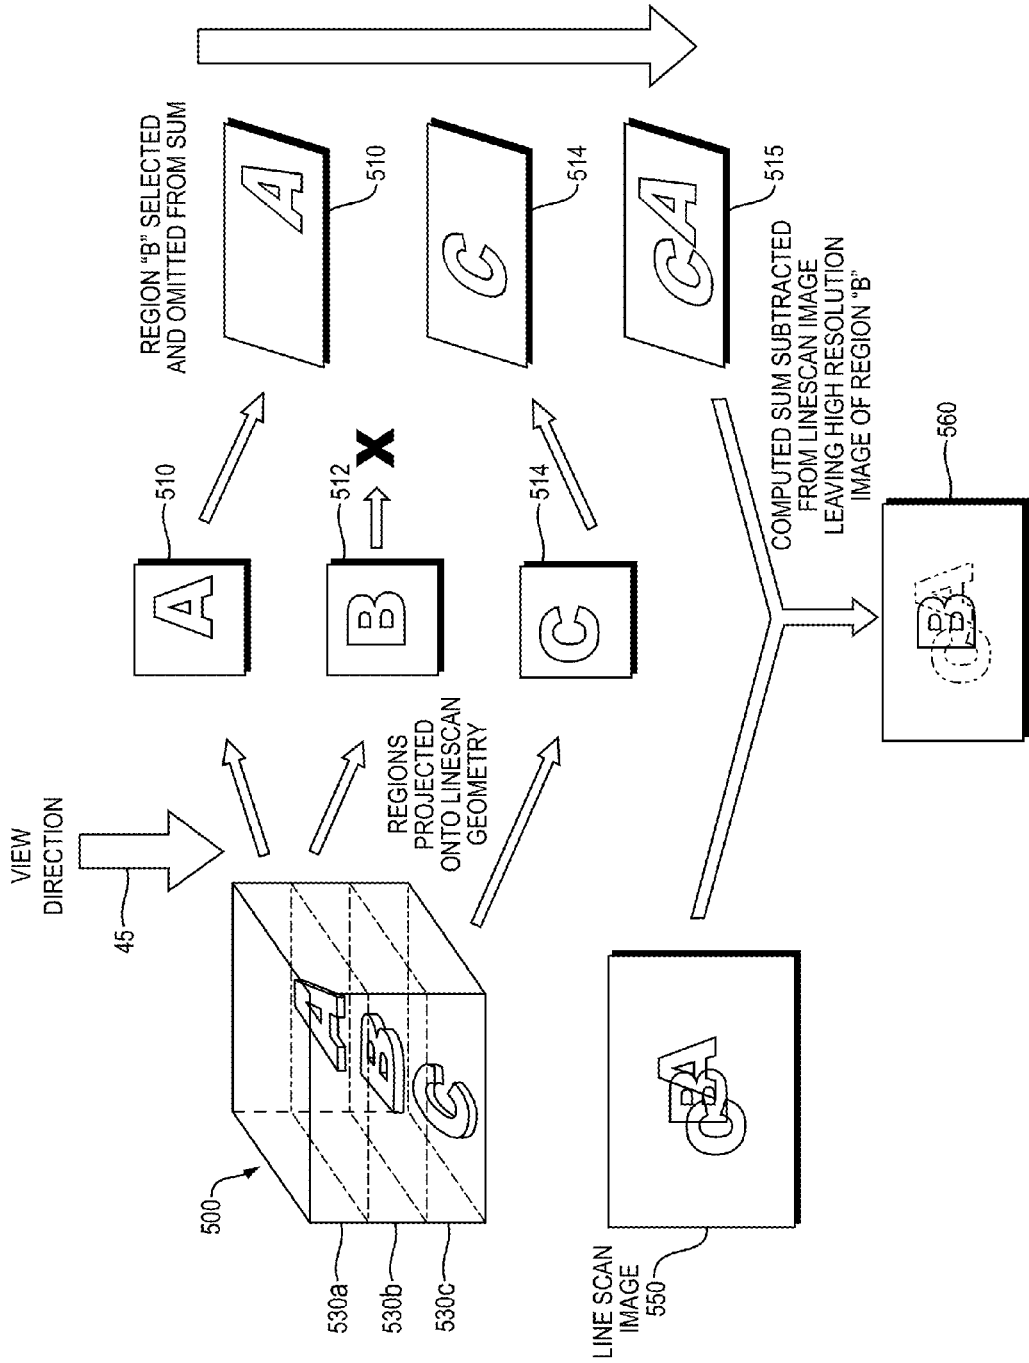 VIEW
DIRECTION
45
500
530a
530b
530c
A
B
C
REGIONS
PROJECTED
ONTO LINESCAN
GEOMETRY
A
510
B
512
X
C
514
REGION "B" SELECTED
AND OMITTED FROM SUM
A
510
C
514
CA
515
LINE SCAN
IMAGE
550
CBA
COMPUTED SUM SUBTRACTED
FROM LINESCAN IMAGE
LEAVING HIGH RESOLUTION
IMAGE OF REGION "B"
560
CBA